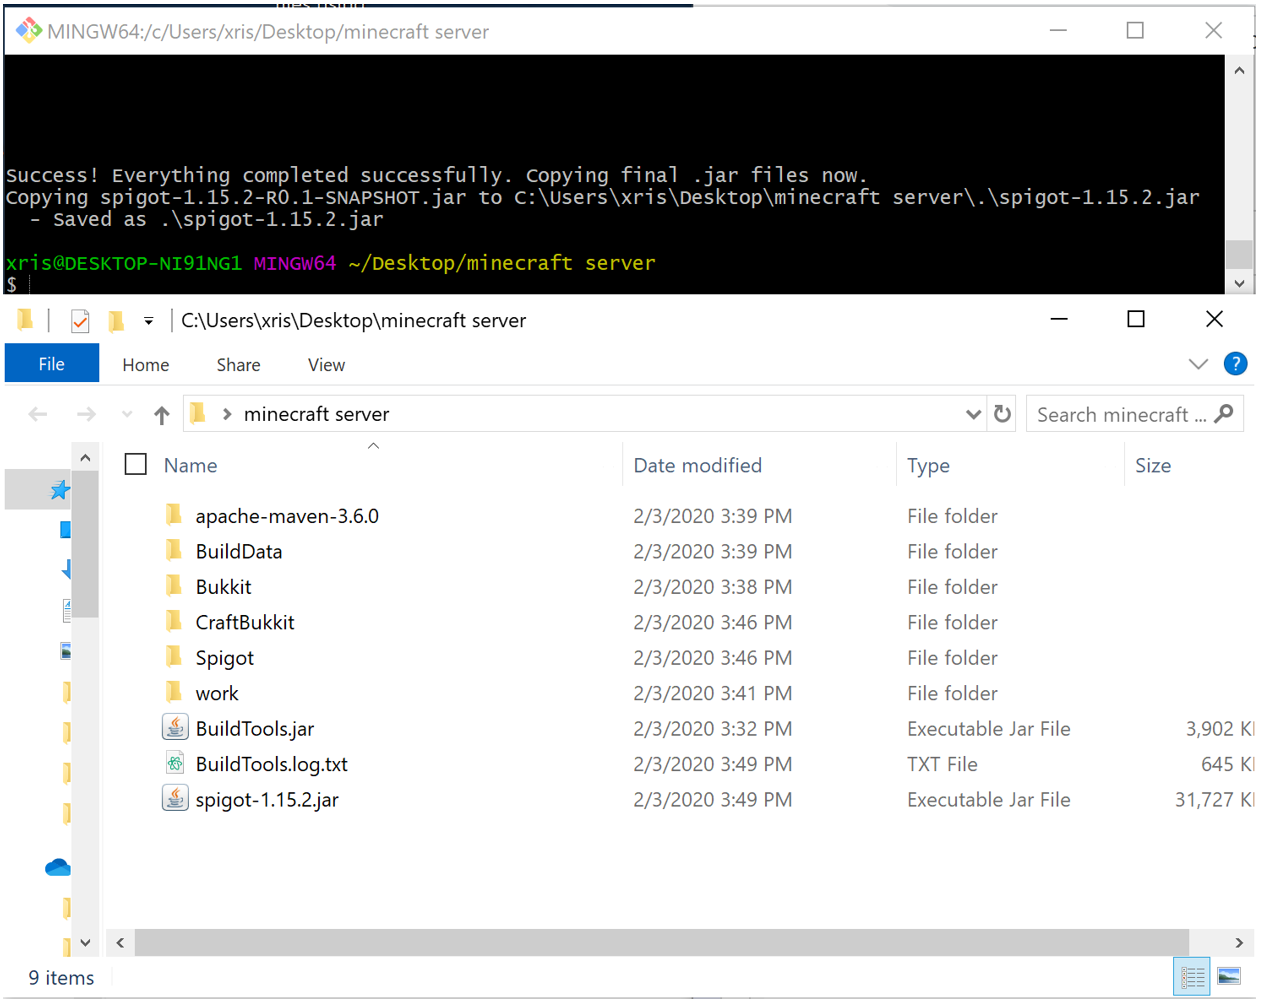 MINGW64:/c/Users/xris/Desktop/minecraft server
Success! Everything completed successfully. Copying final .jar files now.
Copying spigot-1.15.2-R0.1-SNAPSHOT.jar to C:\Users\xris\Desktop\minecraft server\.\spigot-1.15.2.jar
- Saved as .\spigot-1.15.2.jar
xris@DESKTOP-NI91NG1 MINGW64 ~/Desktop/minecraft server
$
C:\Users\xris\Desktop\minecraft server
File Home Share View ?
minecraft server Search minecraft ...
Name Date modified Type Size
apache-maven-3.6.0 2/3/2020 3:39 PM File folder
BuildData 2/3/2020 3:39 PM File folder
Bukkit 2/3/2020 3:38 PM File folder
CraftBukkit 2/3/2020 3:46 PM File folder
Spigot 2/3/2020 3:46 PM File folder
work 2/3/2020 3:41 PM File folder
BuildTools.jar 2/3/2020 3:32 PM Executable Jar File 3,902
BuildTools.log.txt 2/3/2020 3:49 PM TXT File 645
spigot-1.15.2.jar 2/3/2020 3:49 PM Executable Jar File 31,727
9 items